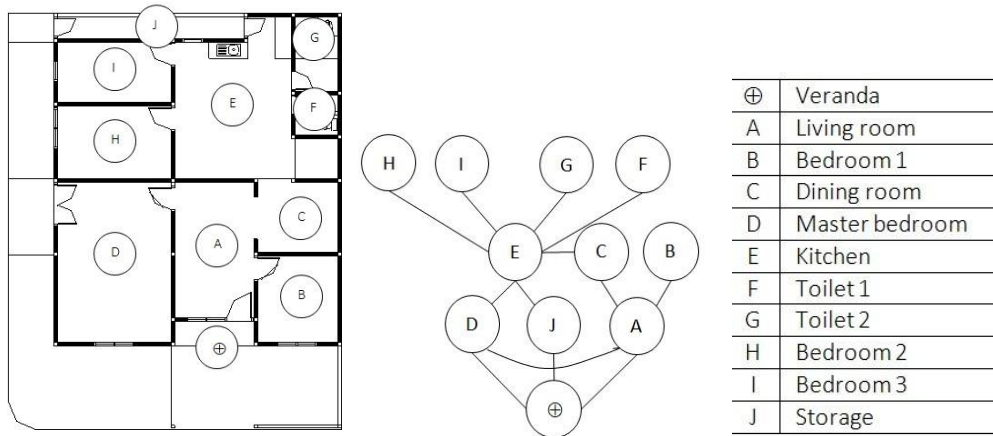 J
G
I
E
F
H
C
A
D
B
⊕
H I G F
E C B
D J A
⊕
⊕ Veranda
A Living room
B Bedroom 1
C Dining room
D Master bedroom
E Kitchen
F Toilet 1
G Toilet 2
H Bedroom 2
I Bedroom 3
J Storage